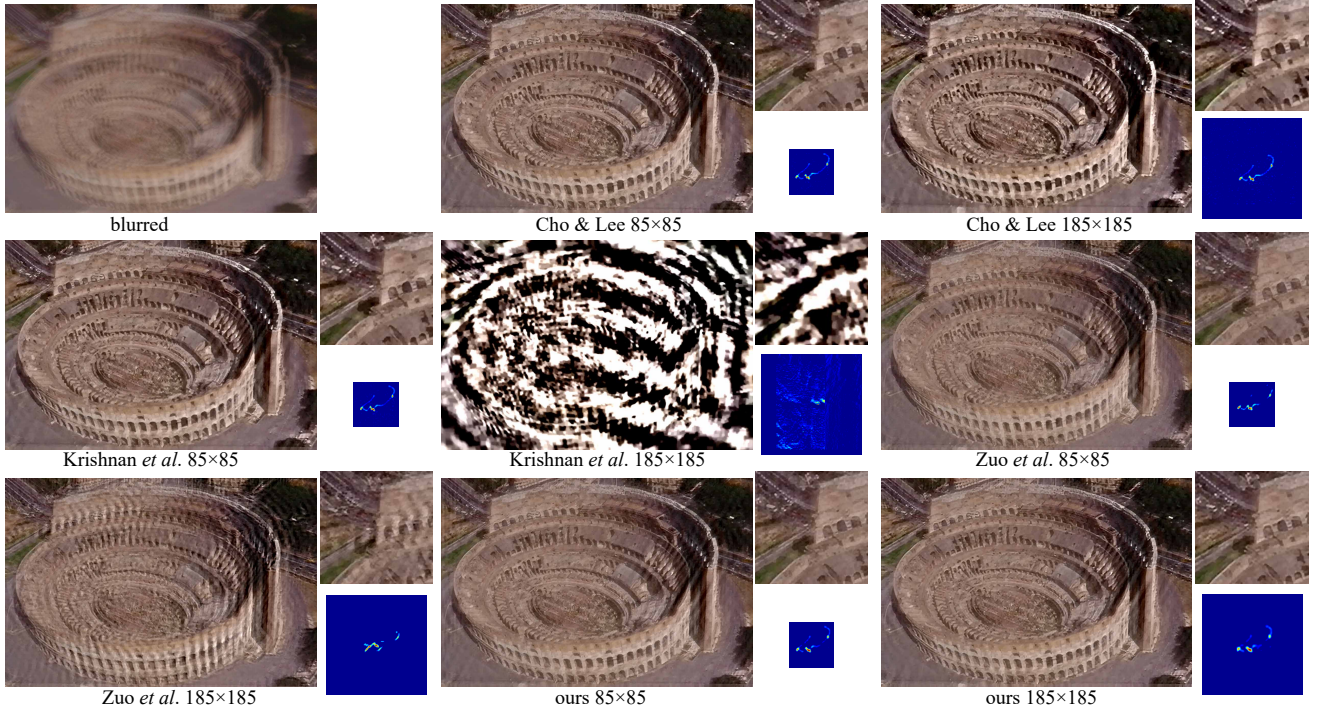 blurred
Cho & Lee 85×85
Cho & Lee 185×185
Krishnan et al. 85×85
Krishnan et al. 185×185
Zuo et al. 85×85
Zuo et al. 185×185
ours 85×85
ours 185×185